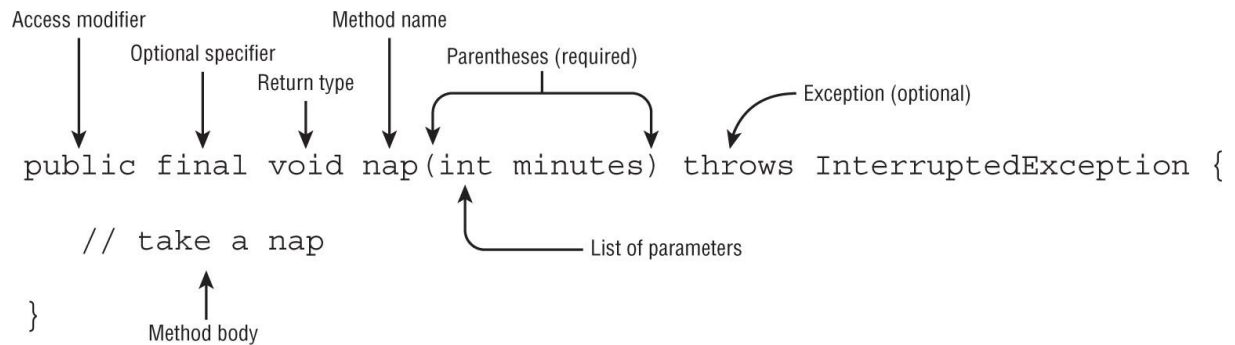 Access modifier
Method name
Optional specifier
Parentheses (required)
Return type
Exception (optional)
public final void nap(int minutes) throws InterruptedException {
// take a nap
List of parameters
}
Method body